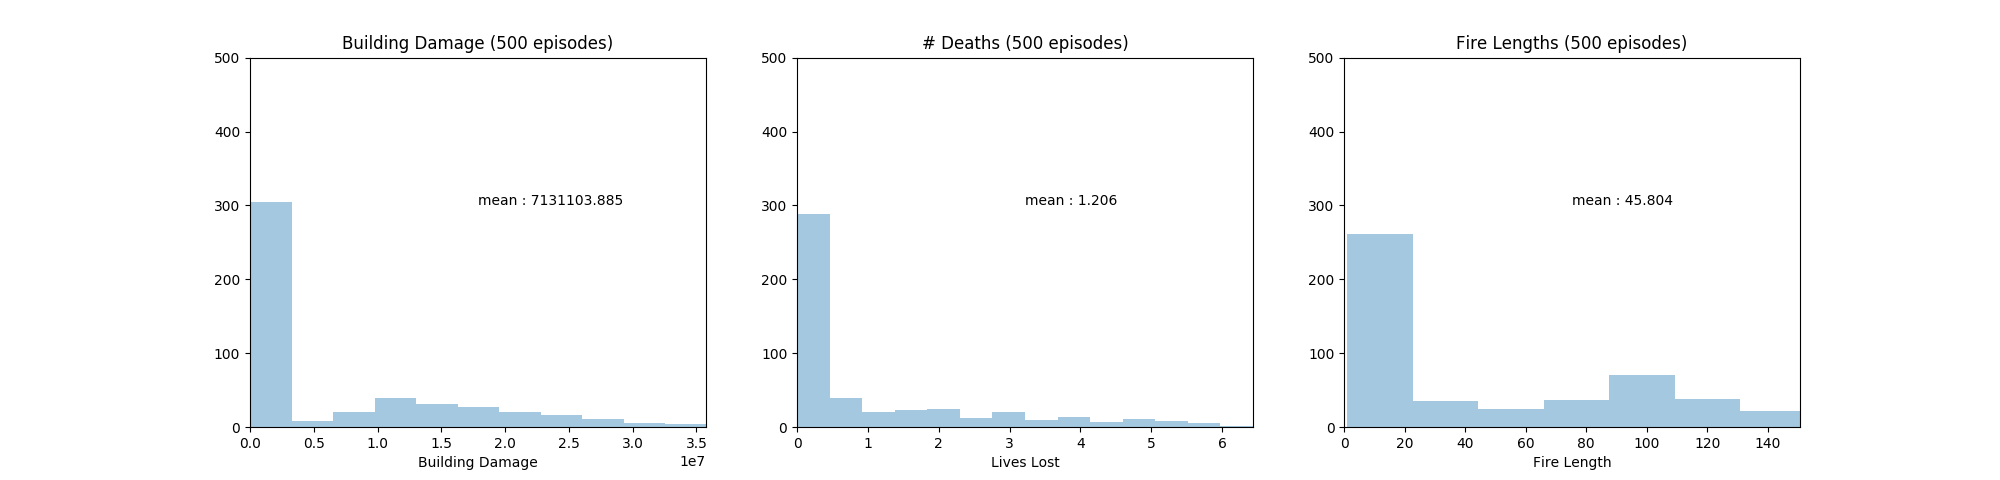 Building Damage (500 episodes)
500
400
300
200
100
0
mean : 7131103.885
0.0 0.5 1.0 1.5 2.0 2.5 3.0 3.5
1e7
Building Damage
# Deaths (500 episodes)
500
400
300
200
100
0
mean : 1.206
0 1 2 3 4 5 6
Lives Lost
Fire Lengths (500 episodes)
500
400
300
200
100
0
mean : 45.804
0 20 40 60 80 100 120 140
Fire Length